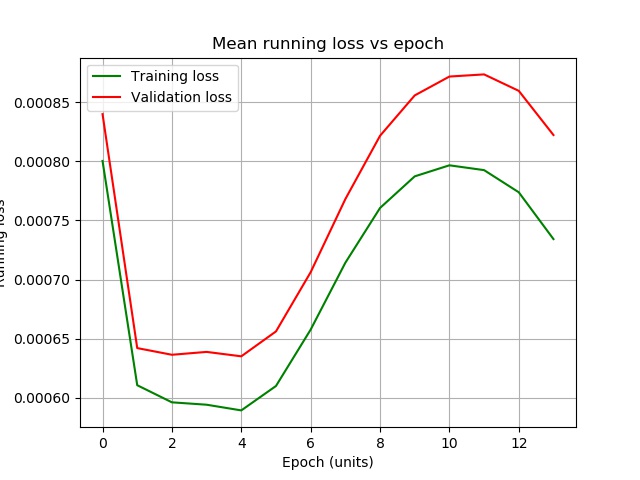 Mean running loss vs epoch
Training loss
Validation loss
0.00085
0.00080
0.00075
0.00070
0.00065
0.00060
Running loss
0 2 4 6 8 10 12
Epoch (units)